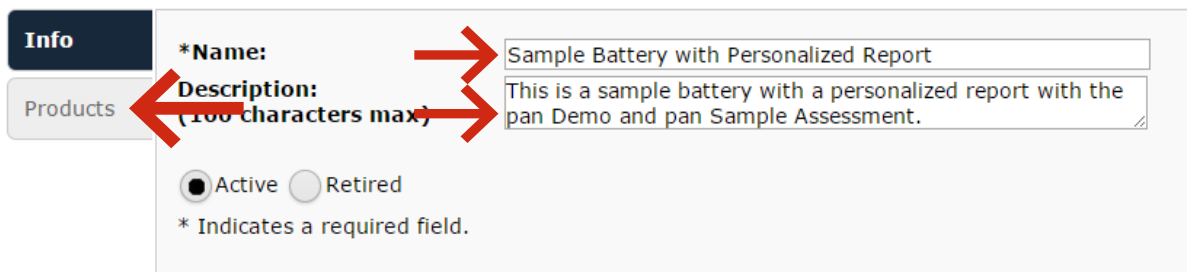 Info
*Name:
Sample Battery with Personalized Report
Products
Description:
(100 characters max)
This is a sample battery with a personalized report with the
pan Demo and pan Sample Assessment.
Active Retired
* Indicates a required field.